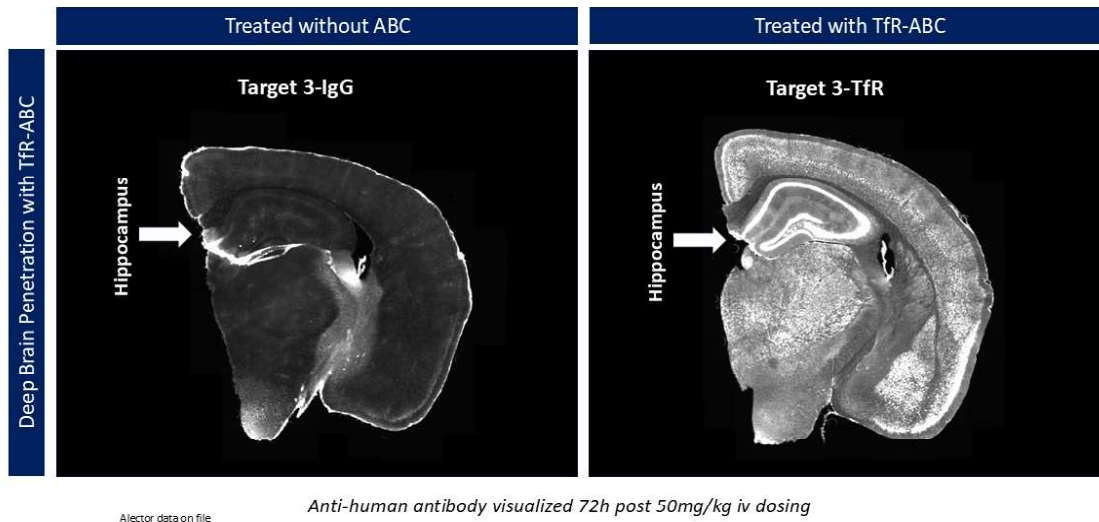 Treated without ABC
Treated with TfR-ABC
Deep Brain Penetration with TfR-ABC
Target 3-IgG
Hippocampus
Target 3-TfR
Hippocampus
Anti-human antibody visualized 72h post 50mg/kg iv dosing
Alector data on file